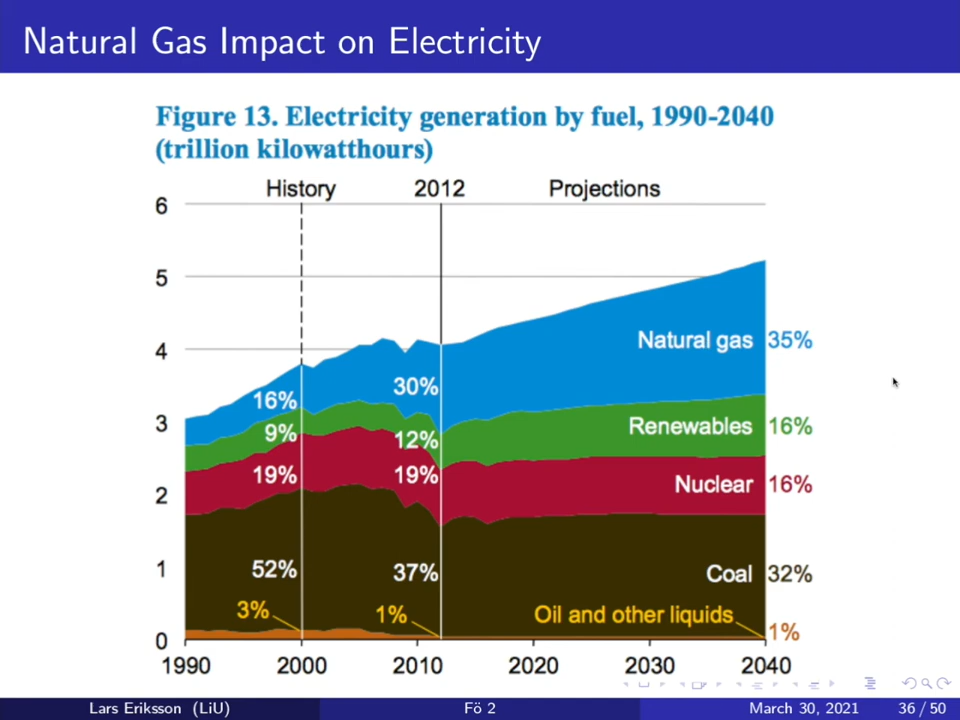 Natural Gas Impact on Electricity
Figure 13. Electricity generation by fuel, 1990-2040
(trillion kilowatthours)
History 2012 Projections
6
5
4
3
2
1
0
Natural gas 35%
16% 30%
Renewables 16%
9% 12%
Nuclear 16%
19% 19%
Coal 32%
52% 37%
3% 1% Oil and other liquids 1%
1990 2000 2010 2020 2030 2040
Lars Eriksson (LiU) Fö 2 March 30, 2021 36 / 50